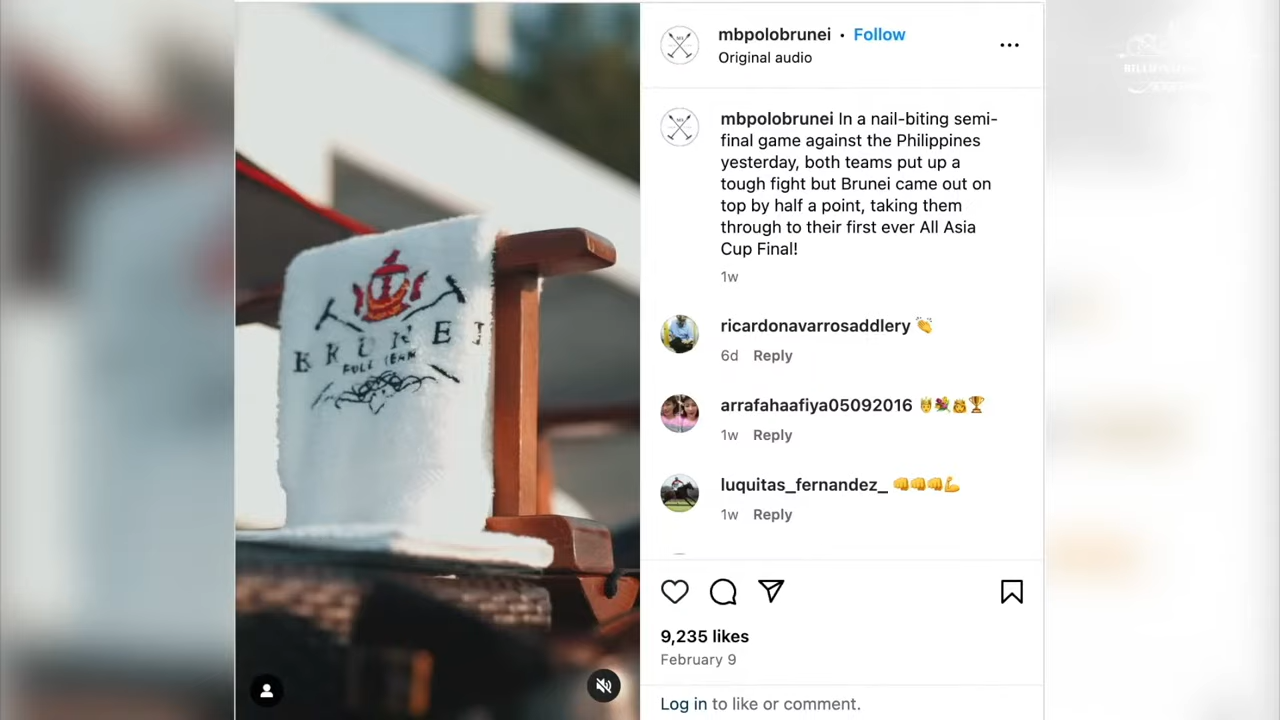 BRUNEI
POLO TEAM
mbpolobrunei • Follow
Original audio
mbpolobrunei In a nail-biting semi-
final game against the Philippines
yesterday, both teams put up a
tough fight but Brunei came out on
top by half a point, taking them
through to their first ever All Asia
Cup Final!
1w
ricardonavarrosaddlery 👏
6d Reply
arrafahaafiya05092016 🤴💐👸🏆
1w Reply
luquitas_fernandez_ 👊👊👊💪
1w Reply
9,235 likes
February 9
Log in to like or comment.